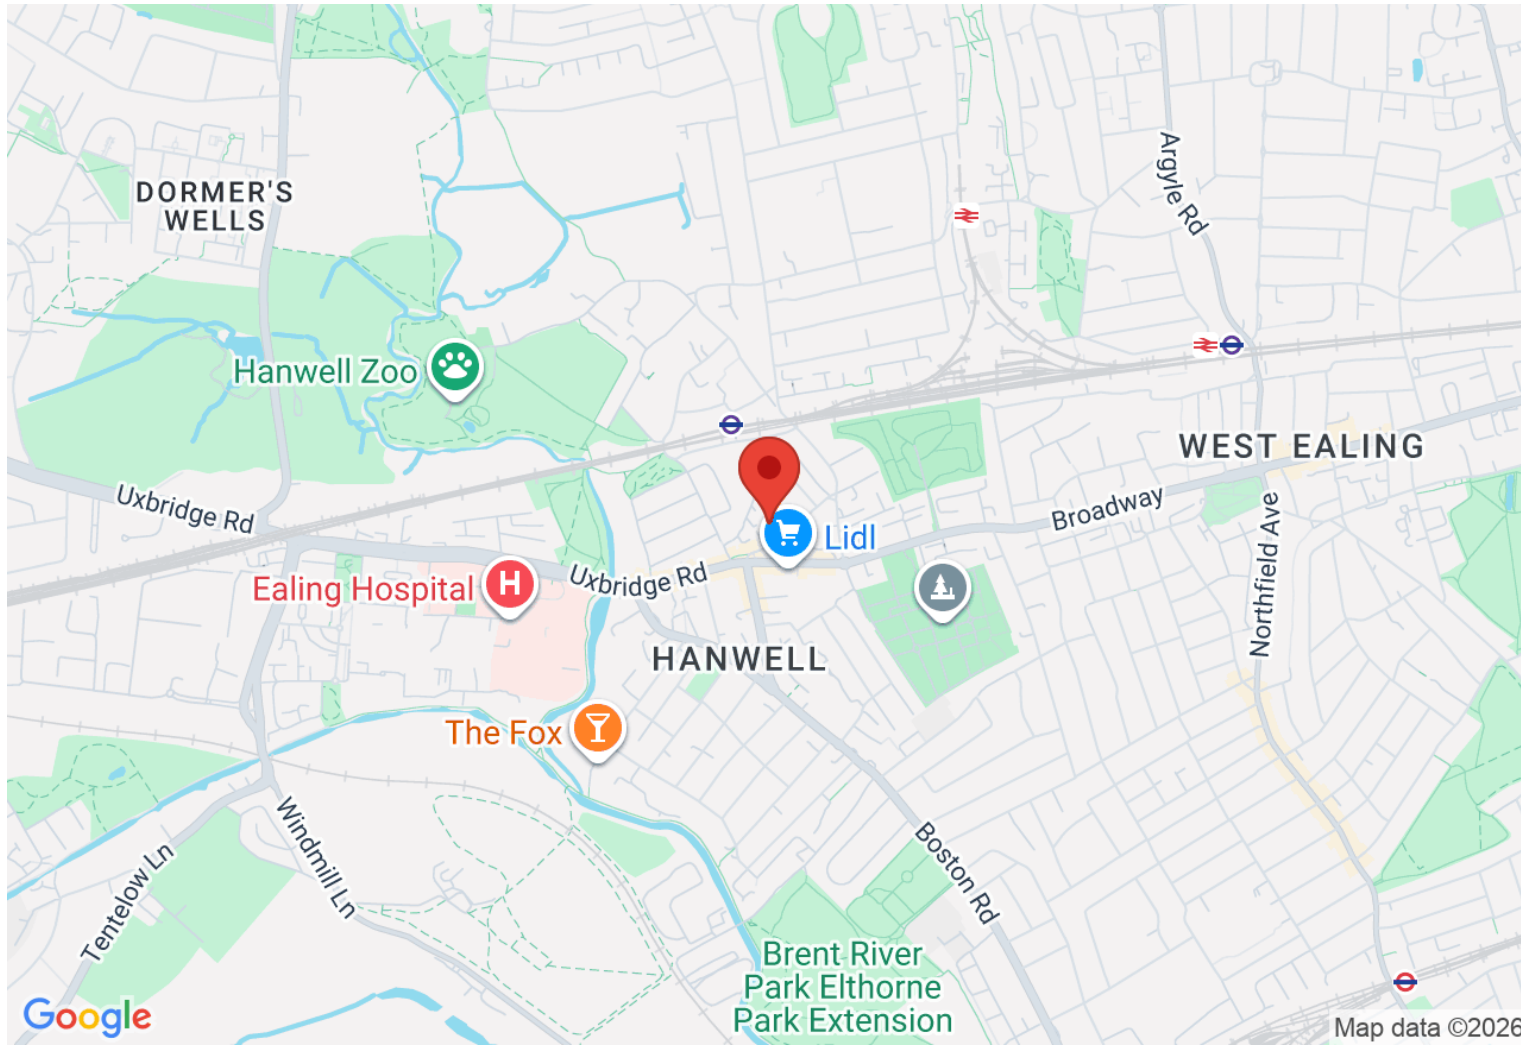 Argyle Rd
DORMER'S
WELLS
Hanwell Zoo
WEST EALING
Uxbridge Rd
Broadway
Northfield Ave
Lidl
Ealing Hospital
H
Uxbridge Rd
HANWELL
The Fox
Windmill Ln
Tentelow Ln
Boston Rd
Brent River
Park Elthorne
Park Extension
Google
Map data ©2026